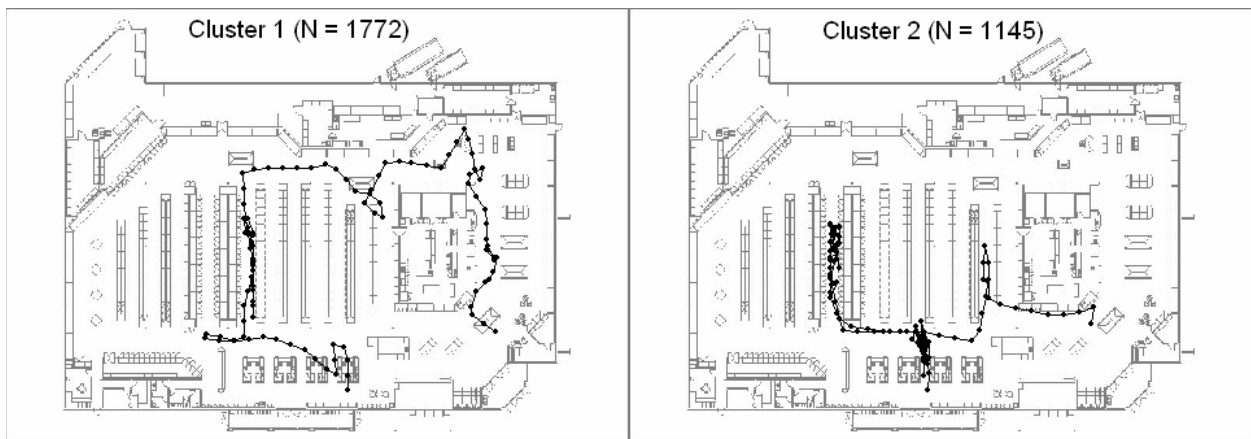 Cluster 1 (N = 1772)
Cluster 2 (N = 1145)